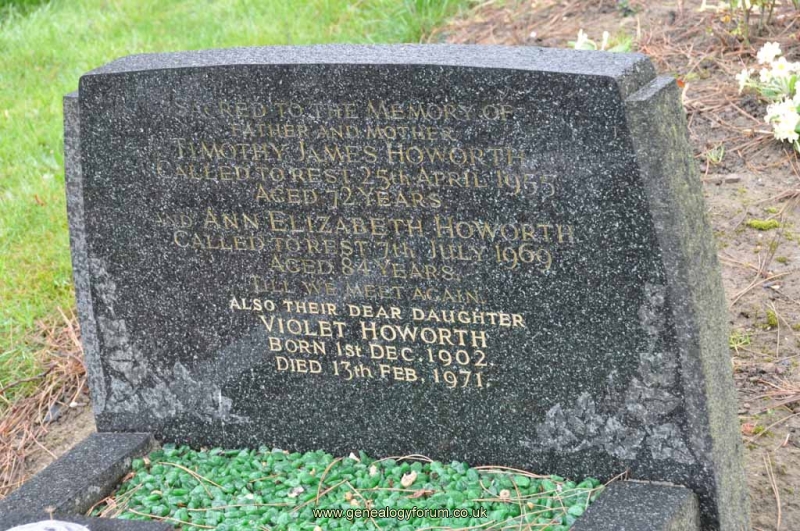 SACRED TO THE MEMORY OF
FATHER AND MOTHER
TIMOTHY JAMES HOWORTH
CALLED TO REST 25TH APRIL 1955
AGED 72 YEARS.
AND ANN ELIZABETH HOWORTH
CALLED TO REST 7TH JULY 1969
AGED 84 YEARS.
TILL WE MEET AGAIN.
ALSO THEIR DEAR DAUGHTER
VIOLET HOWORTH
BORN 1ST DEC. 1902.
DIED 13TH FEB. 1971.
www.genealogyforum.co.uk